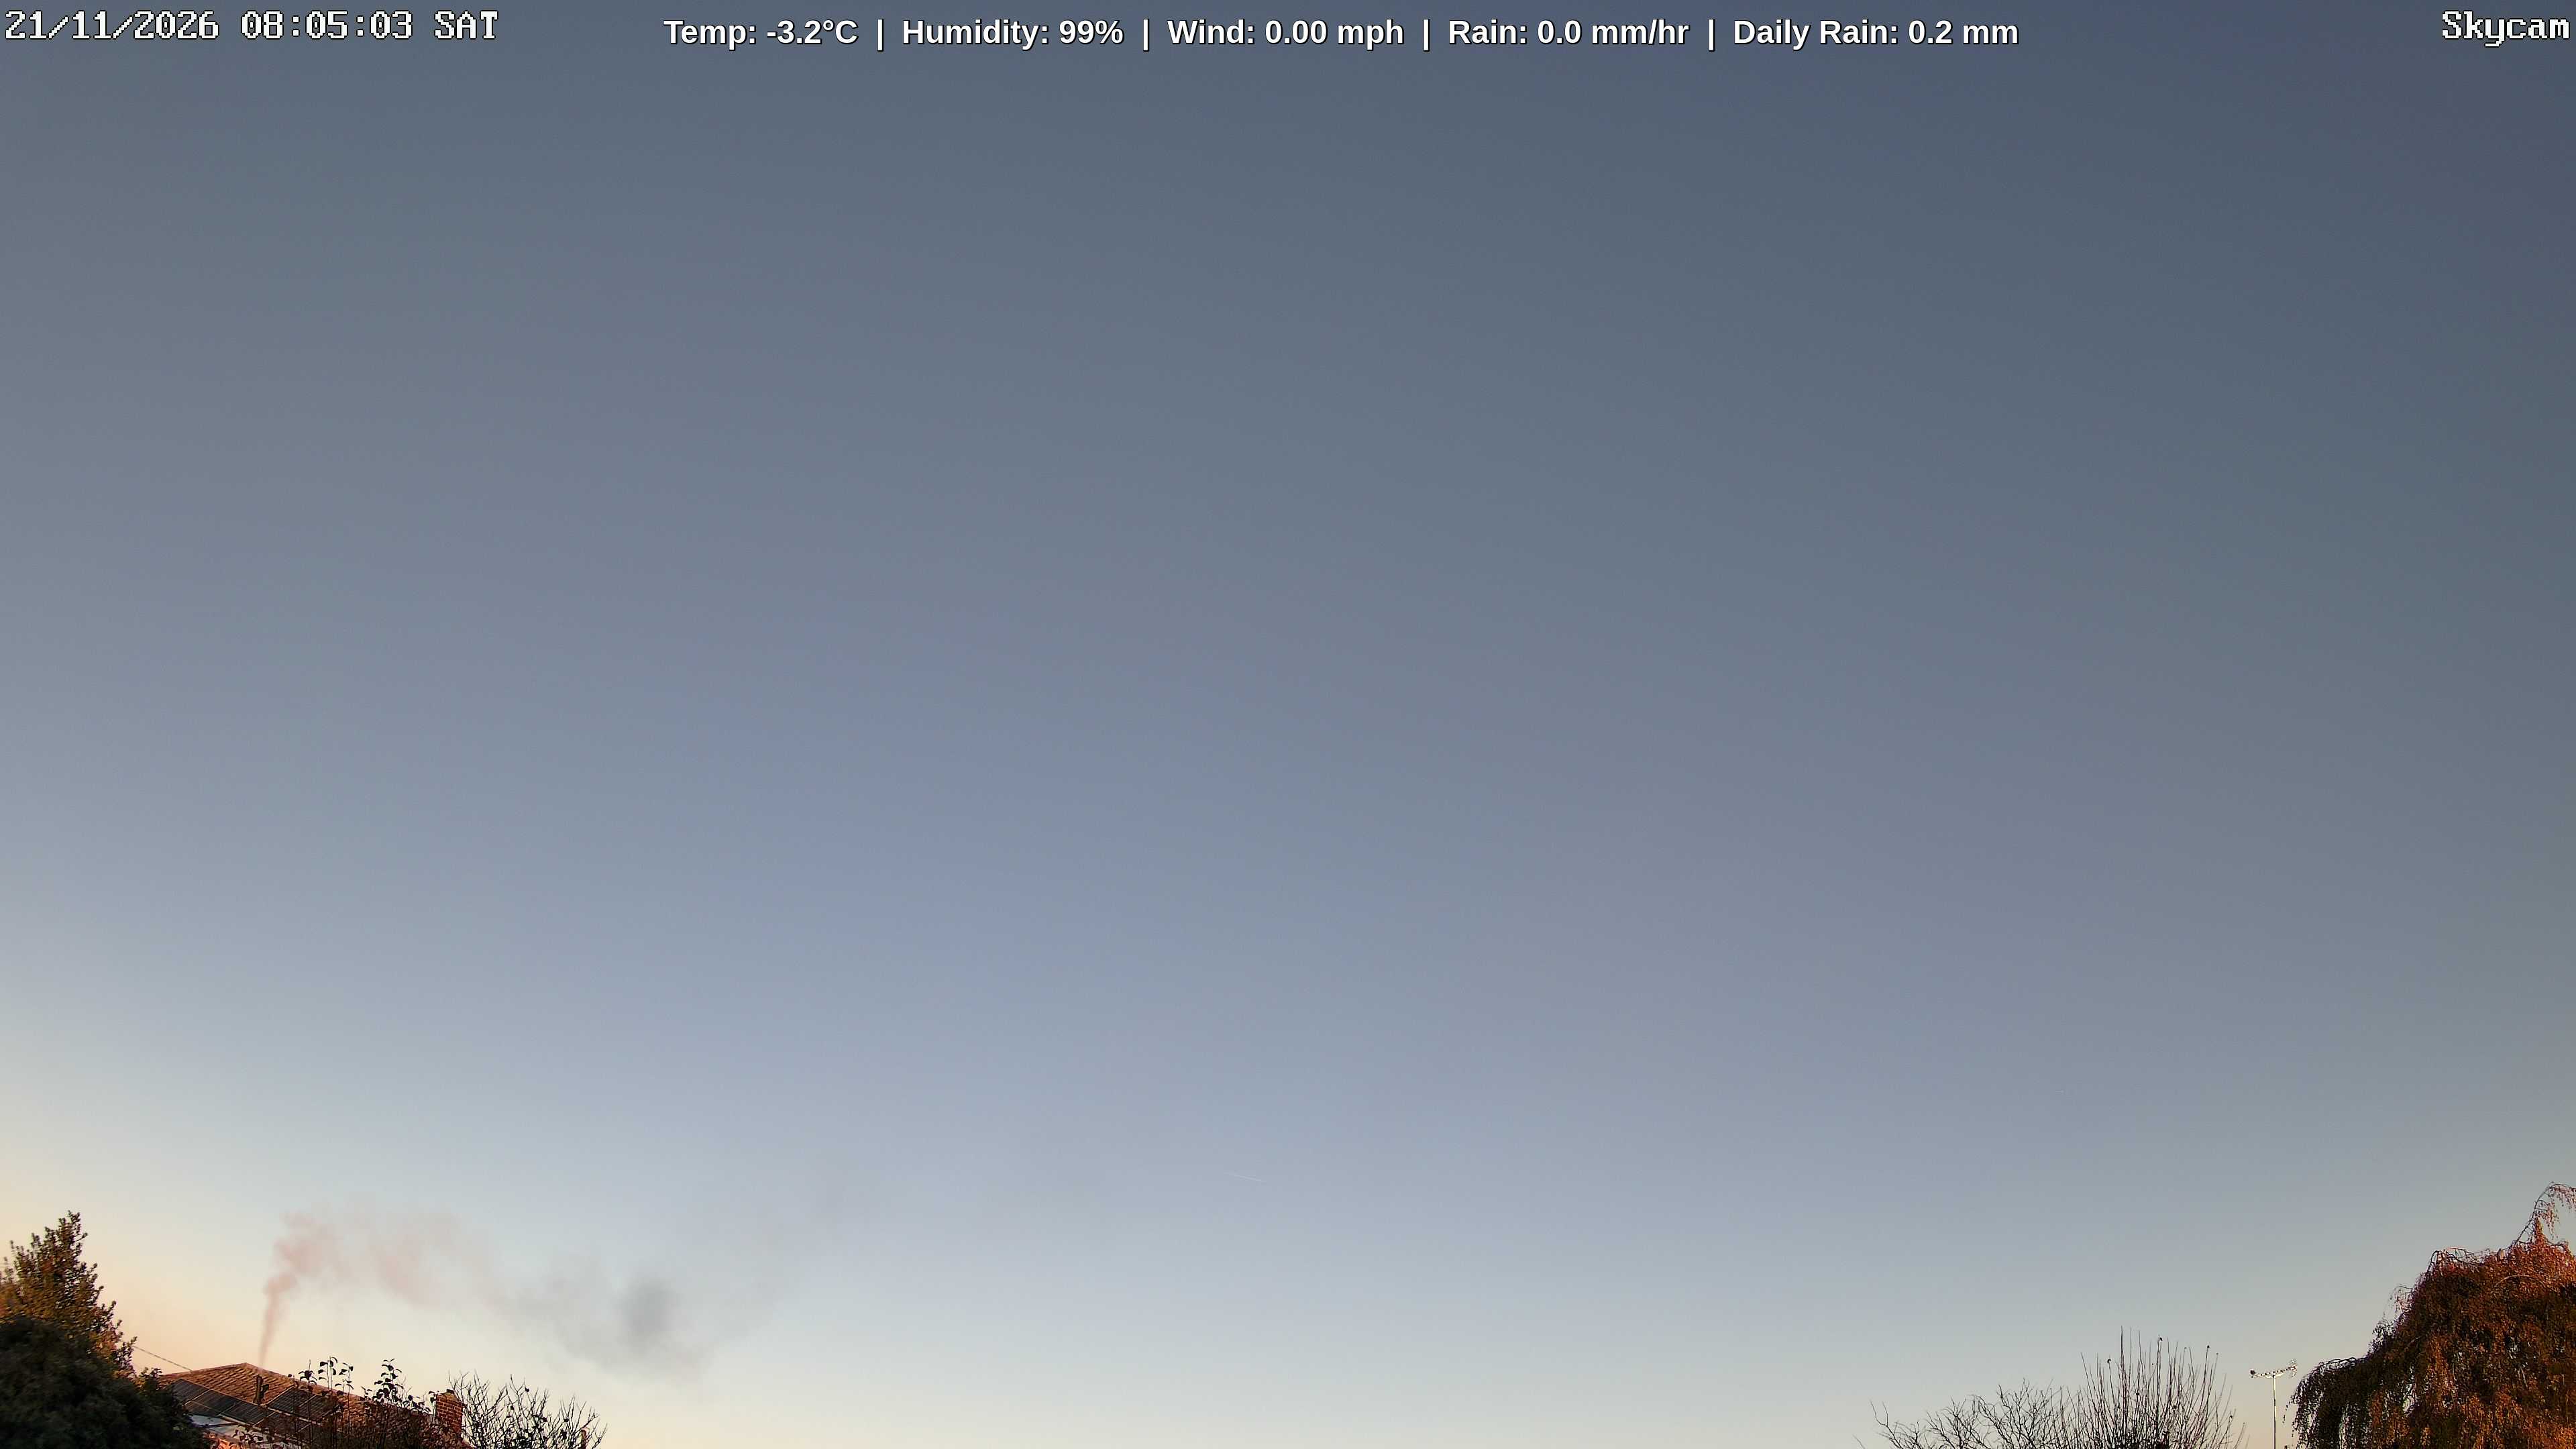 21/11/2026 08:05:03 SAT
Temp: -3.2°C | Humidity: 99% | Wind: 0.00 mph | Rain: 0.0 mm/hr | Daily Rain: 0.2 mm
Skycam